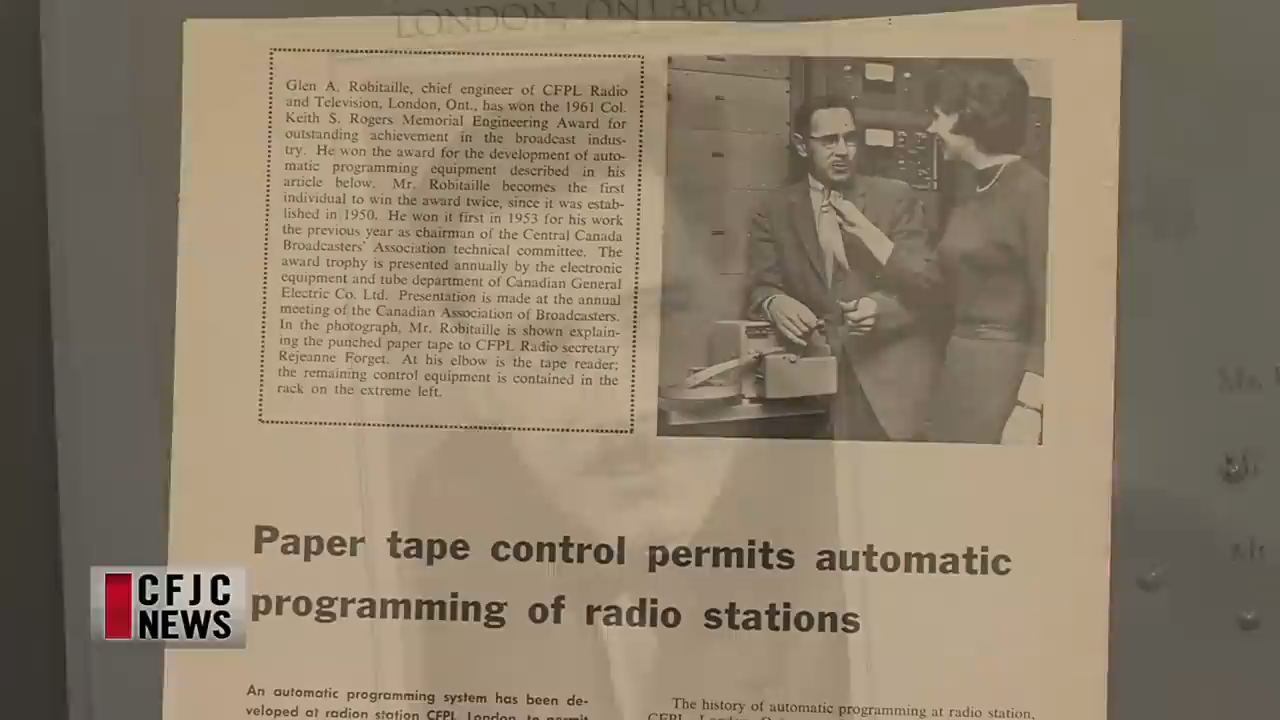 LONDON, ONTARIO
Glen A. Robitaille, chief engineer of CFPL Radio
and Television, London, Ont., has won the 1961 Col.
Keith S. Rogers Memorial Engineering Award for
outstanding achievement in the broadcast indus-
try. He won the award for the development of auto-
matic programming equipment described in his
article below. Mr. Robitaille becomes the first
individual to win the award twice, since it was estab-
lished in 1950. He won it first in 1953 for his work
the previous year as chairman of the Central Canada
Broadcasters' Association technical committee. The
award trophy is presented annually by the electronic
equipment and tube department of Canadian General
Electric Co. Ltd. Presentation is made at the annual
meeting of the Canadian Association of Broadcasters.
In the photograph, Mr. Robitaille is shown explain-
ing the punched paper tape to CFPL Radio secretary
Rejeanne Forget. At his elbow is the tape reader;
the remaining control equipment is contained in the
rack on the extreme left.
Paper tape control permits automatic
programming of radio stations
An automatic programming system has been de-
veloped at radion station CFPL London, to permit
The history of automatic programming at radio station,
CFPL, London
CFJC
NEWS
Mr.
Mr.
Mr.